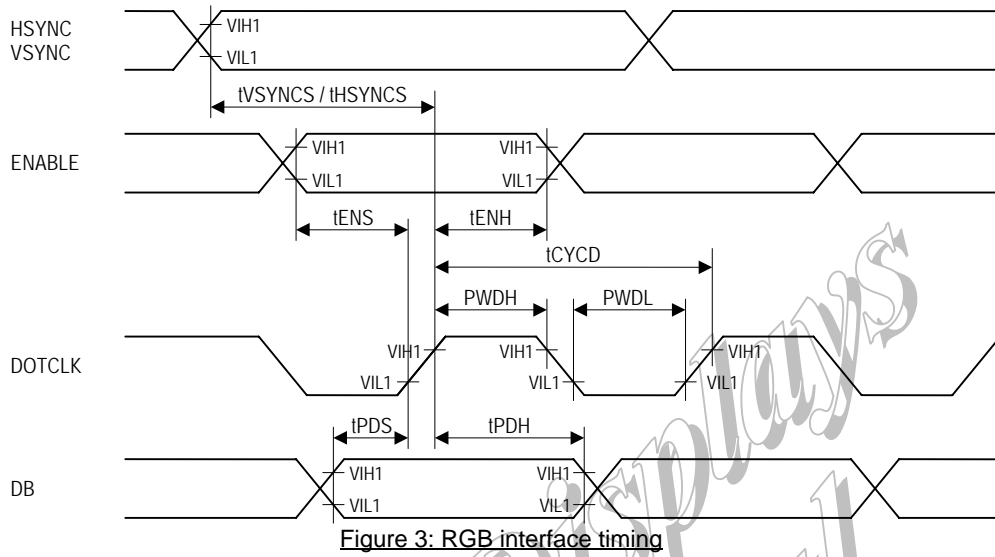 HSYNC
VSYNC
VIH1
VIL1
tVSYNCS / tHSYNCS
ENABLE
VIH1
VIH1
VIL1
VIL1
tENS
tENH
tCYCD
PWDH
PWDL
DOTCLK
VIH1
VIH1
VIH1
VIL1
VIL1
VIL1
tPDS
tPDH
DB
VIH1
VIH1
VIL1
VIL1
Displays
Figure 3: RGB interface timing